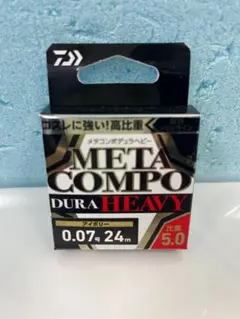 コスレに強い!高比重
メタコンポデュラヘビー
META
COMPO
DURA HEAVY
アイボリー
0.07号 24m
比重
5.0